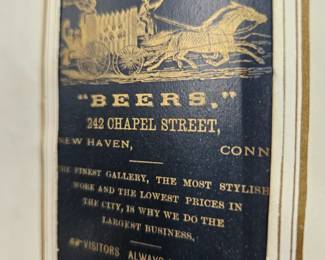 "BEERS,"
242 CHAPEL STREET,
NEW HAVEN, CONN
THE FINEST GALLERY, THE MOST STYLISH
WORK AND THE LOWEST PRICES IN
THE CITY, IS WHY WE DO THE
LARGEST BUSINESS.
VISITORS ALWAYS